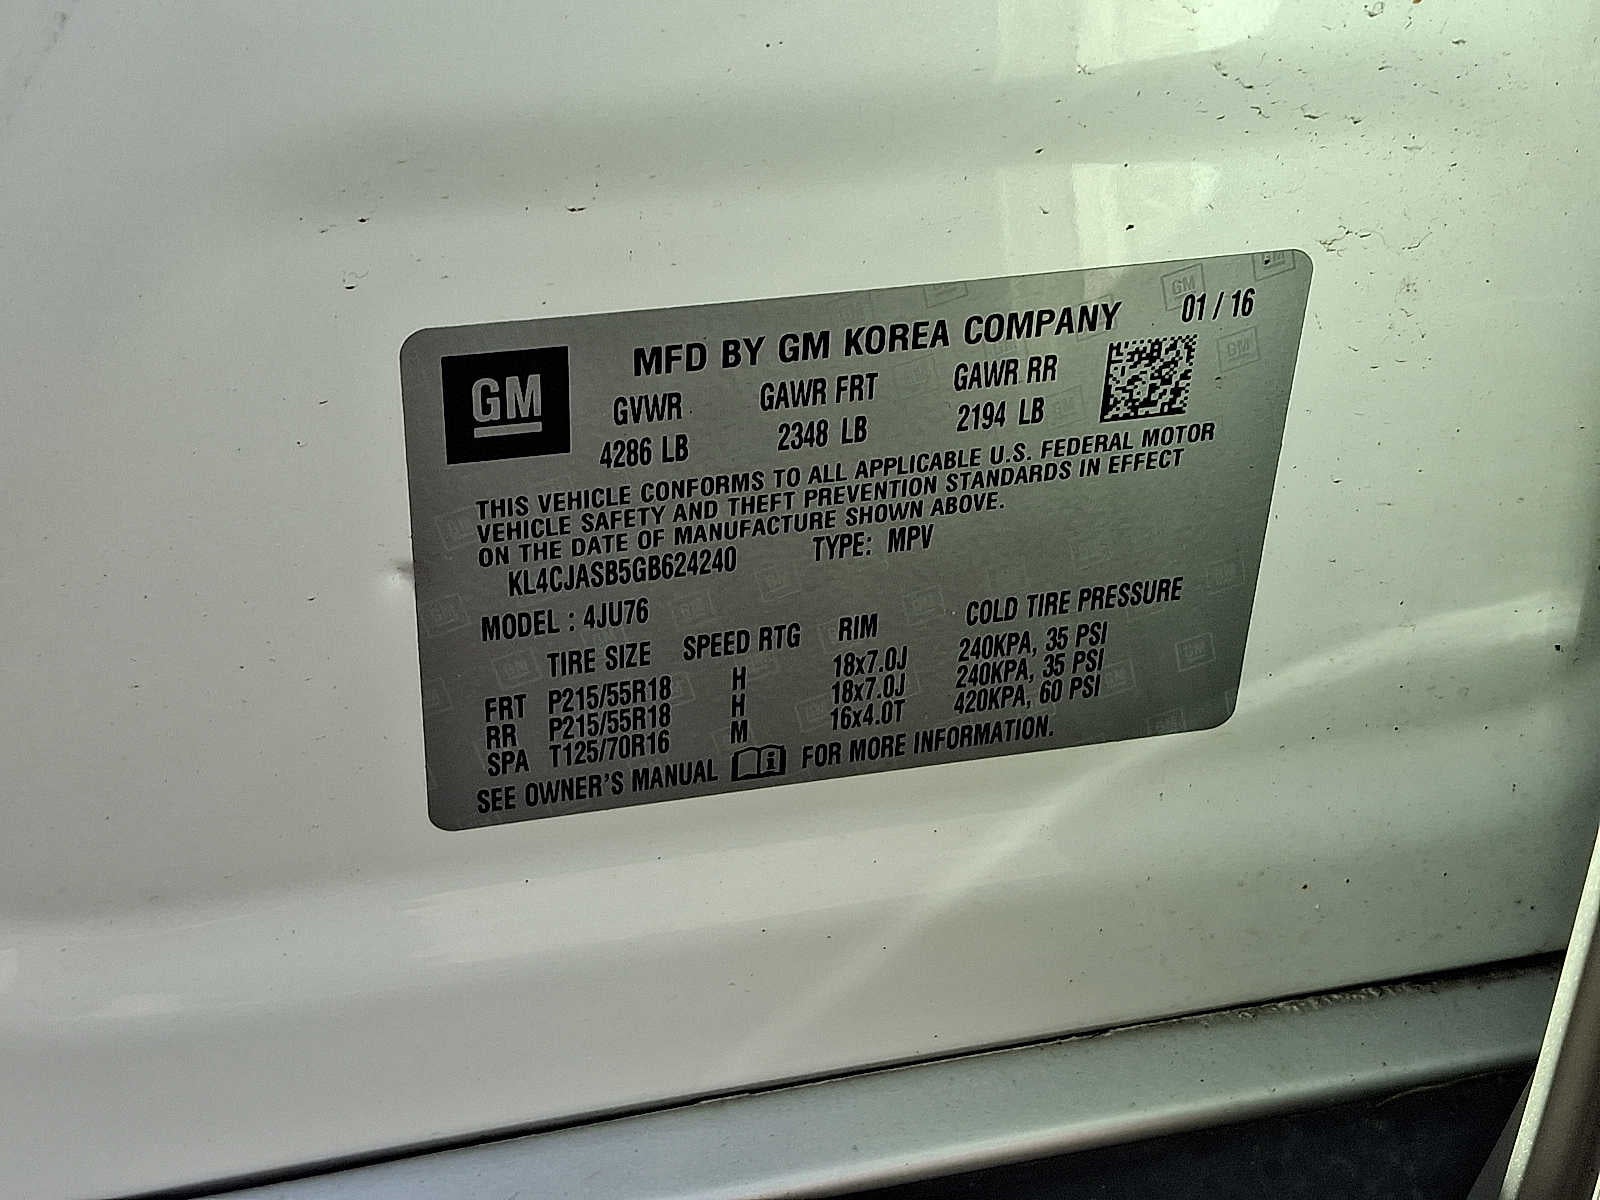 MFD BY GM KOREA COMPANY 01 / 16
GM
GVWR GAWR FRT GAWR RR
4286 LB 2348 LB 2194 LB
THIS VEHICLE CONFORMS TO ALL APPLICABLE U.S. FEDERAL MOTOR
VEHICLE SAFETY AND THEFT PREVENTION STANDARDS IN EFFECT
ON THE DATE OF MANUFACTURE SHOWN ABOVE.
KL4CJASB5GB624240 TYPE: MPV
MODEL : 4JU76
TIRE SIZE SPEED RTG RIM COLD TIRE PRESSURE
FRT P215/55R18 H 18x7.0J 240KPA, 35 PSI
RR P215/55R18 H 18x7.0J 240KPA, 35 PSI
SPA T125/70R16 M 16x4.0T 420KPA, 60 PSI
SEE OWNER'S MANUAL FOR MORE INFORMATION.